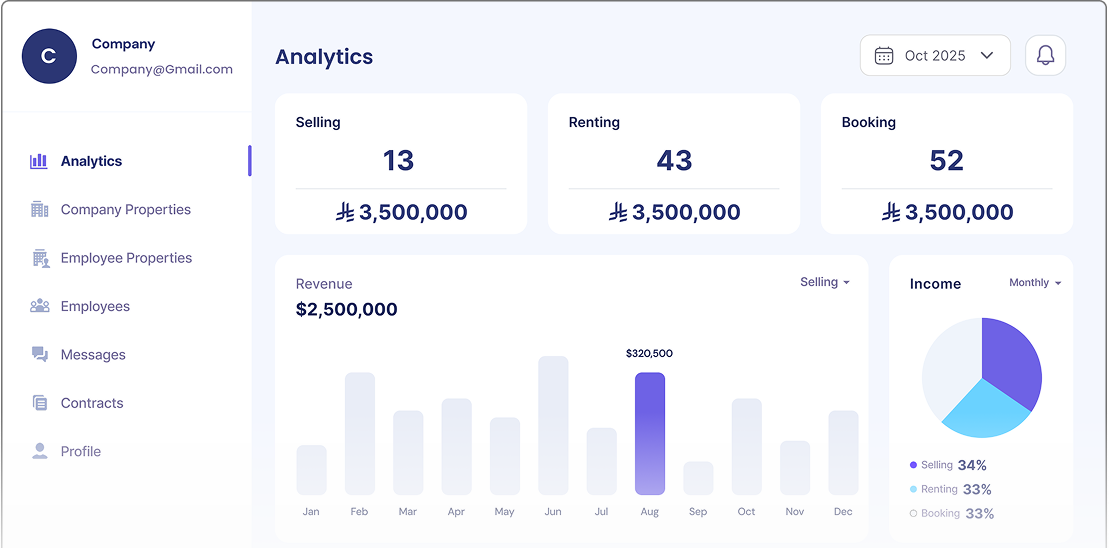 C
Company
Company@Gmail.com
Analytics
Company Properties
Employee Properties
Employees
Messages
Contracts
Profile
Analytics
Oct 2025
Selling
13
⃁ 3,500,000
Renting
43
⃁ 3,500,000
Booking
52
⃁ 3,500,000
Revenue
Selling
$2,500,000
$320,500
Jan Feb Mar Apr May Jun Jul Aug Sep Oct Nov Dec
Income
Monthly
Selling 34%
Renting 33%
Booking 33%